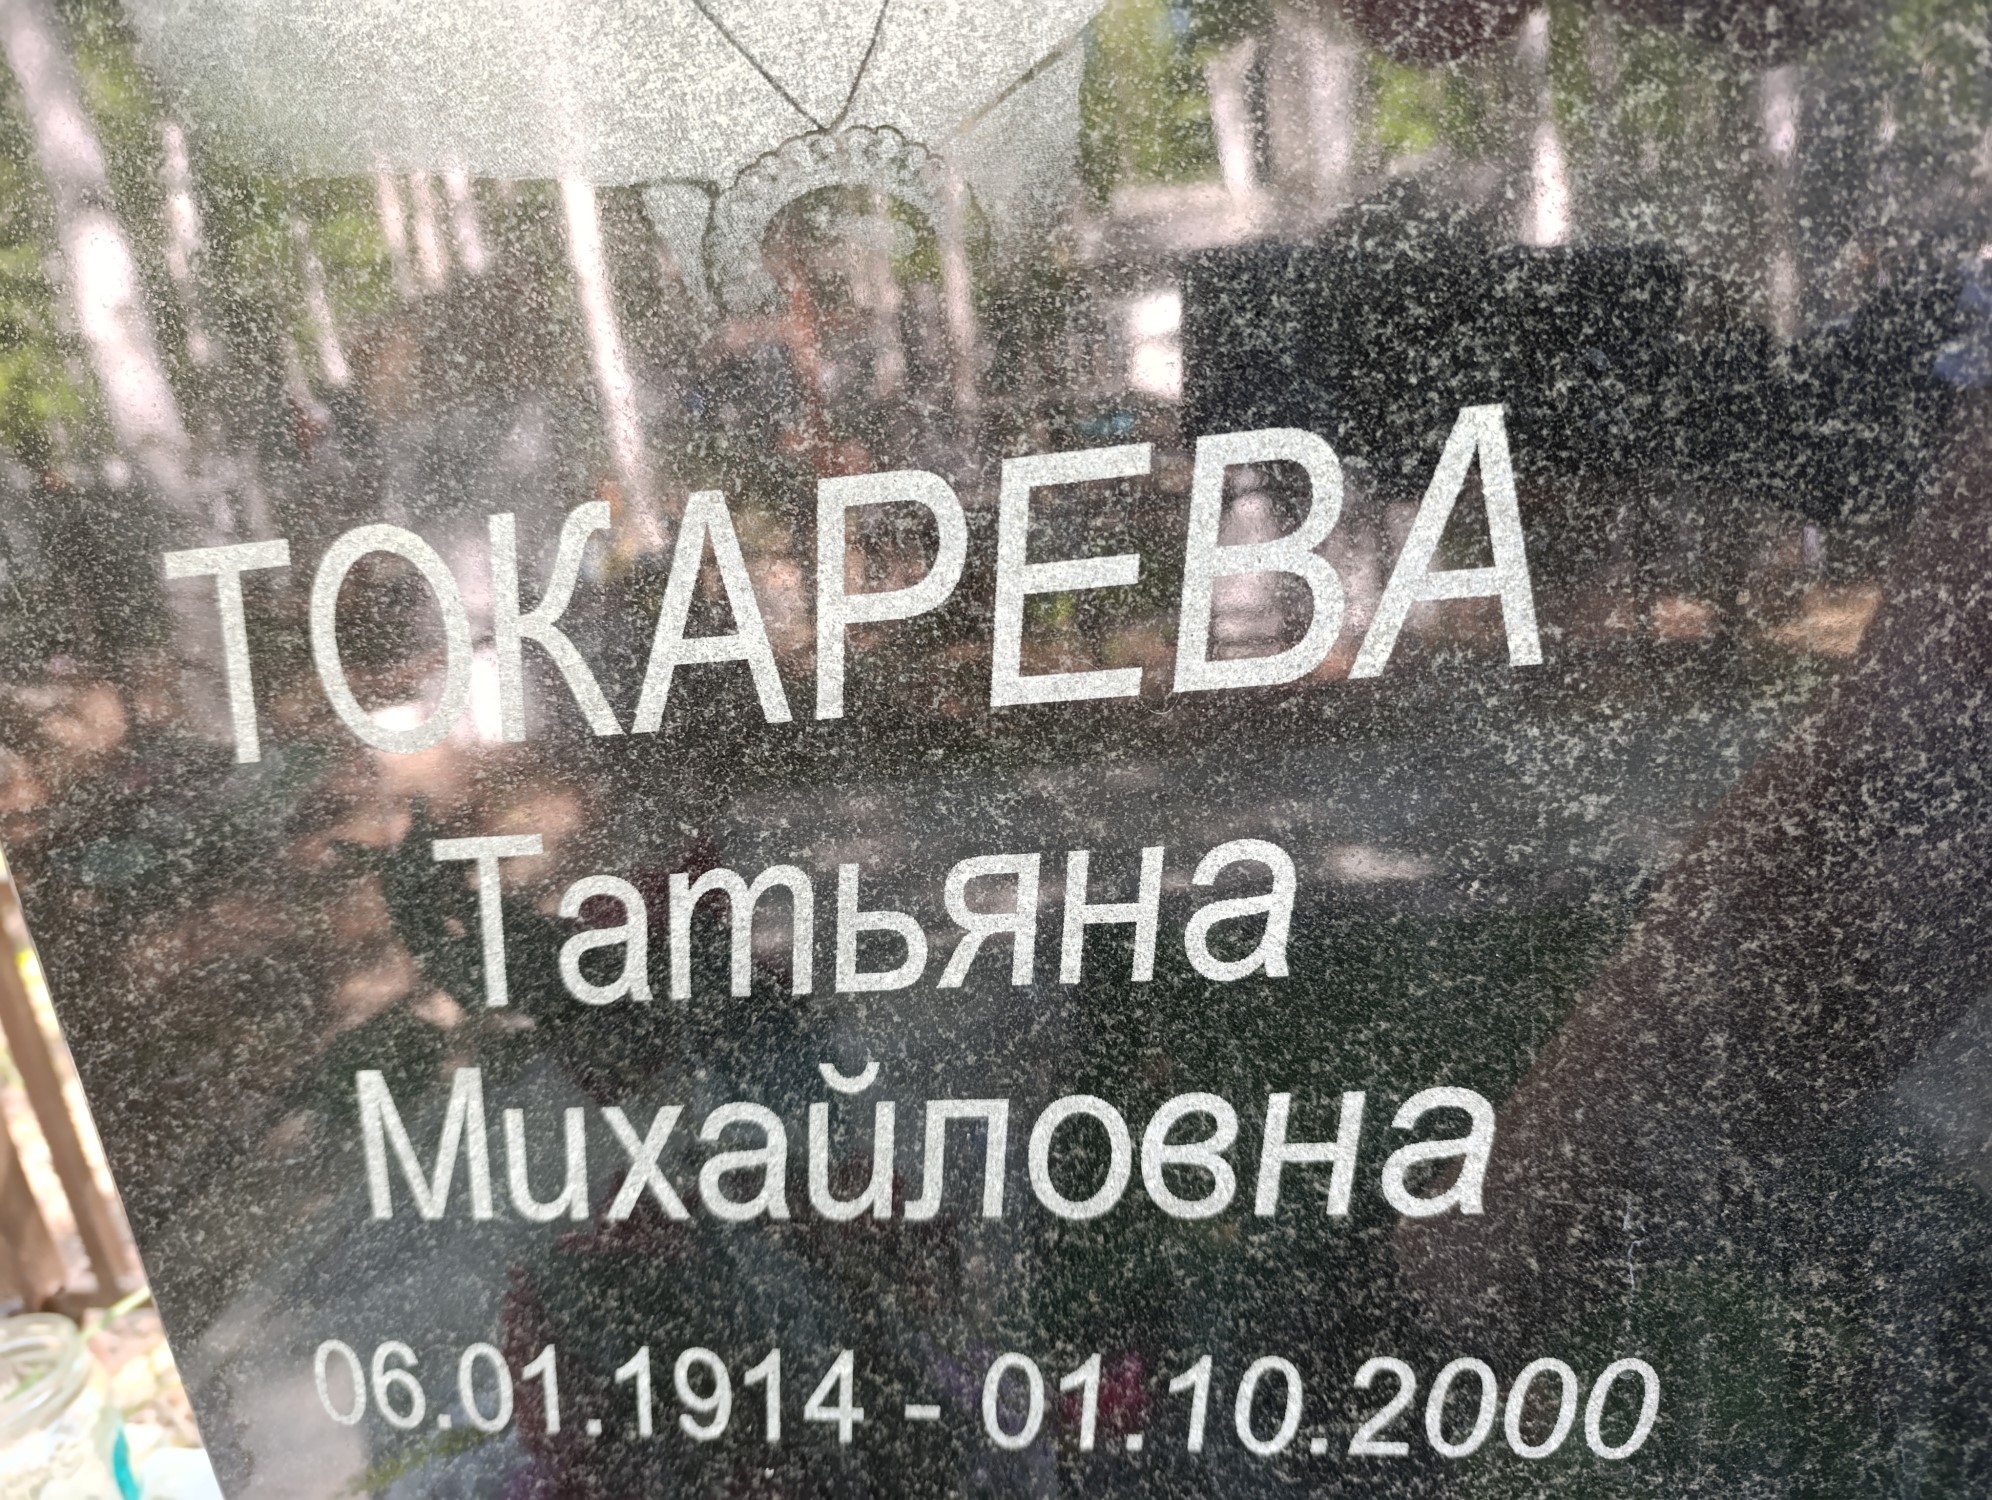 ТОКАРЕВА
Татьяна
Михайловна
06.01.1914 - 01.10.2000